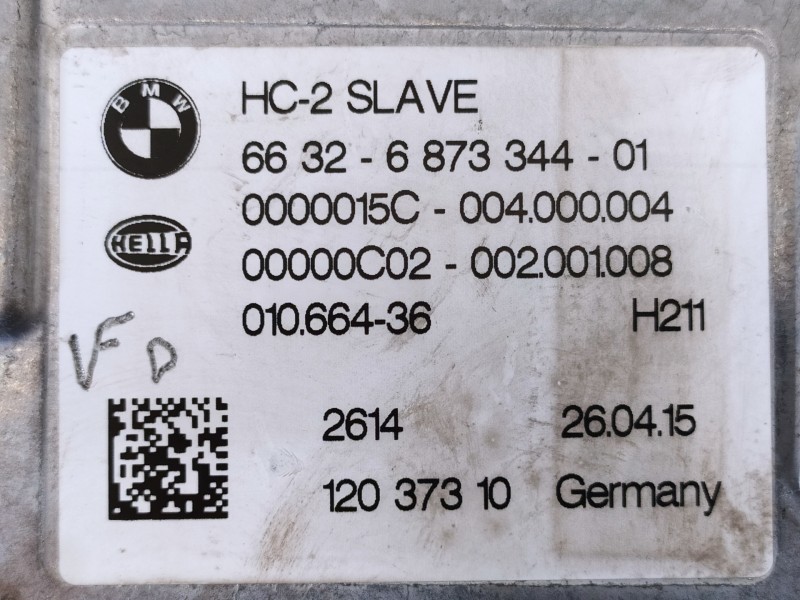 BMW
HC-2 SLAVE
66 32 - 6 873 344 - 01
0000015C - 004.000.004
HELLA
00000C02 - 002.001.008
010.664-36 H211
VF D
2614 26.04.15
120 373 10 Germany